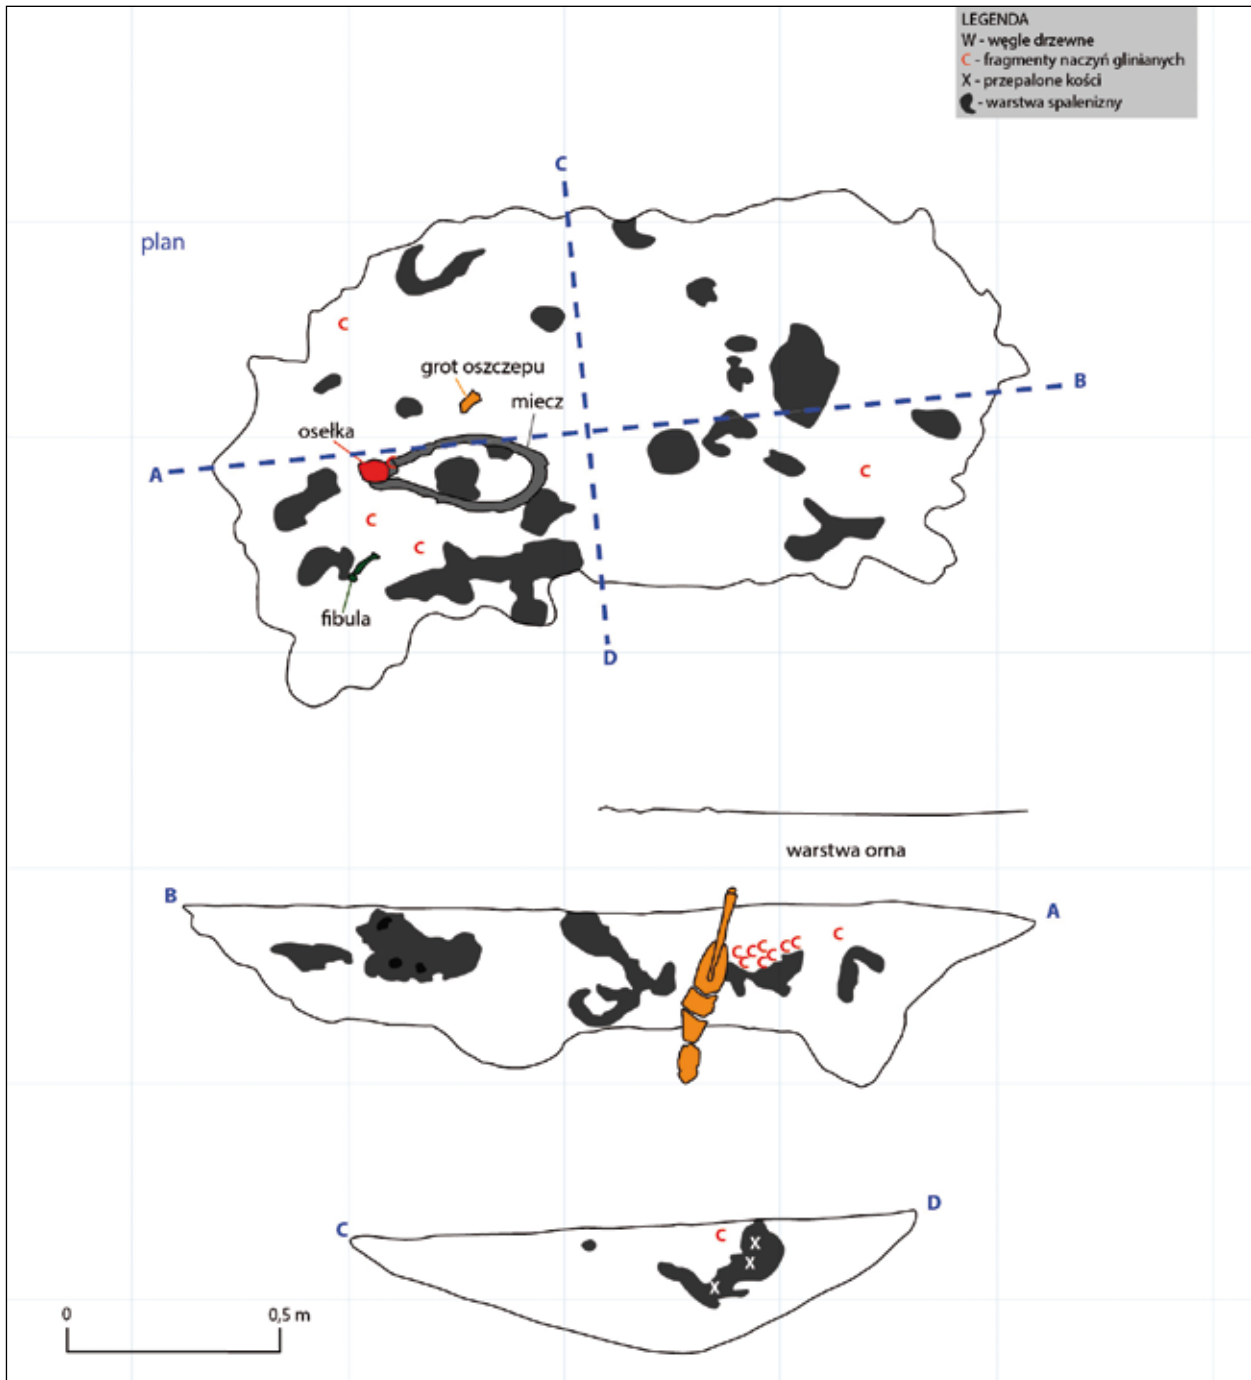 LEGENDA
W - węgle drzewne
C - fragmenty naczyń glinianych
X - przepalone kości
- warstwa spalenizny
C
plan
C
grot oszczepu
B
miecz
osełka
A
C
C
C
fibula
D
warstwa orna
B
A
C
C C C C C
C C C
D
C
C
X
X
X
0 0,5 m